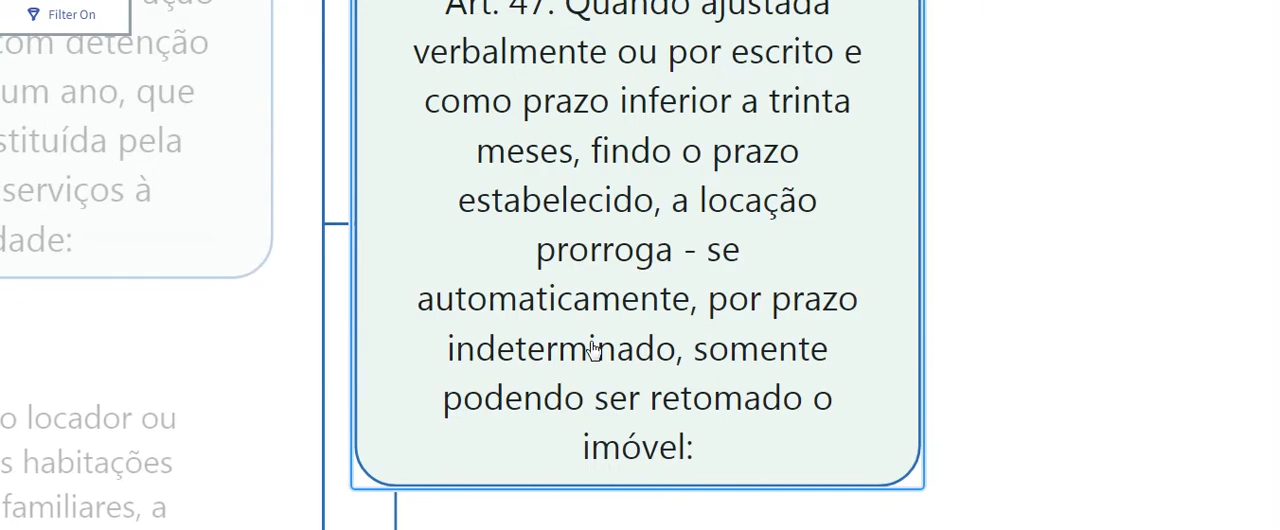 Filter On
ação
com detenção
um ano, que
stituída pela
serviços à
dade:
o locador ou
s habitações
familiares, a
Art. 47. Quando ajustada
verbalmente ou por escrito e
como prazo inferior a trinta
meses, findo o prazo
estabelecido, a locação
prorroga - se
automaticamente, por prazo
indeterminado, somente
podendo ser retomado o
imóvel: